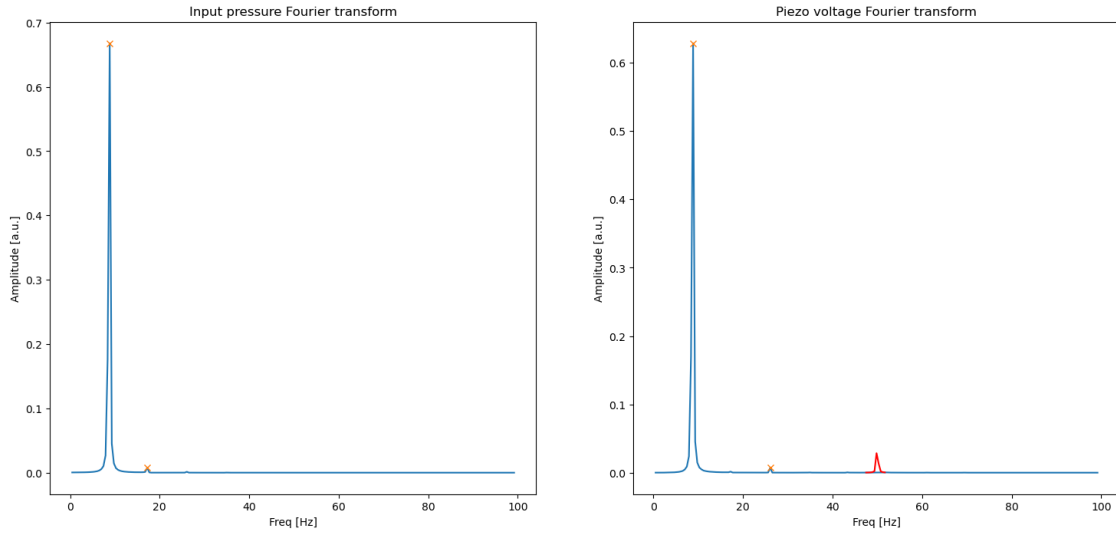 Input pressure Fourier transform
Amplitude [a.u.]
0.7
0.6
0.5
0.4
0.3
0.2
0.1
0.0
0 20 40 60 80 100
Freq [Hz]
Piezo voltage Fourier transform
Amplitude [a.u.]
0.6
0.5
0.4
0.3
0.2
0.1
0.0
0 20 40 60 80 100
Freq [Hz]